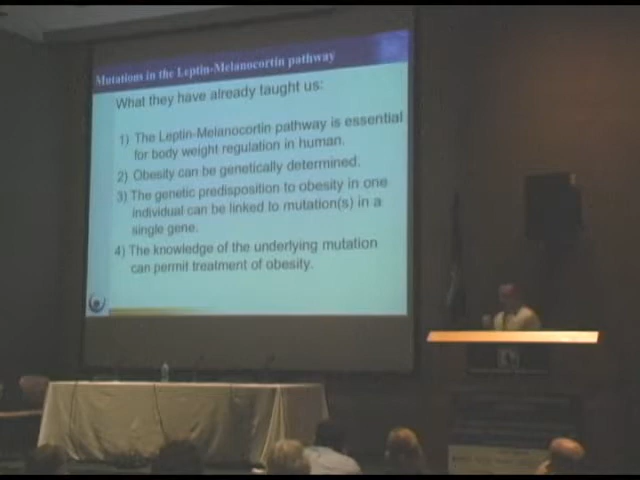 Mutations in the Leptin-Melanocortin pathway
What they have already taught us:
1) The Leptin-Melanocortin pathway is essential
for body weight regulation in human.
2) Obesity can be genetically determined.
3) The genetic predisposition to obesity in one
individual can be linked to mutation(s) in a
single gene.
4) The knowledge of the underlying mutation
can permit treatment of obesity.